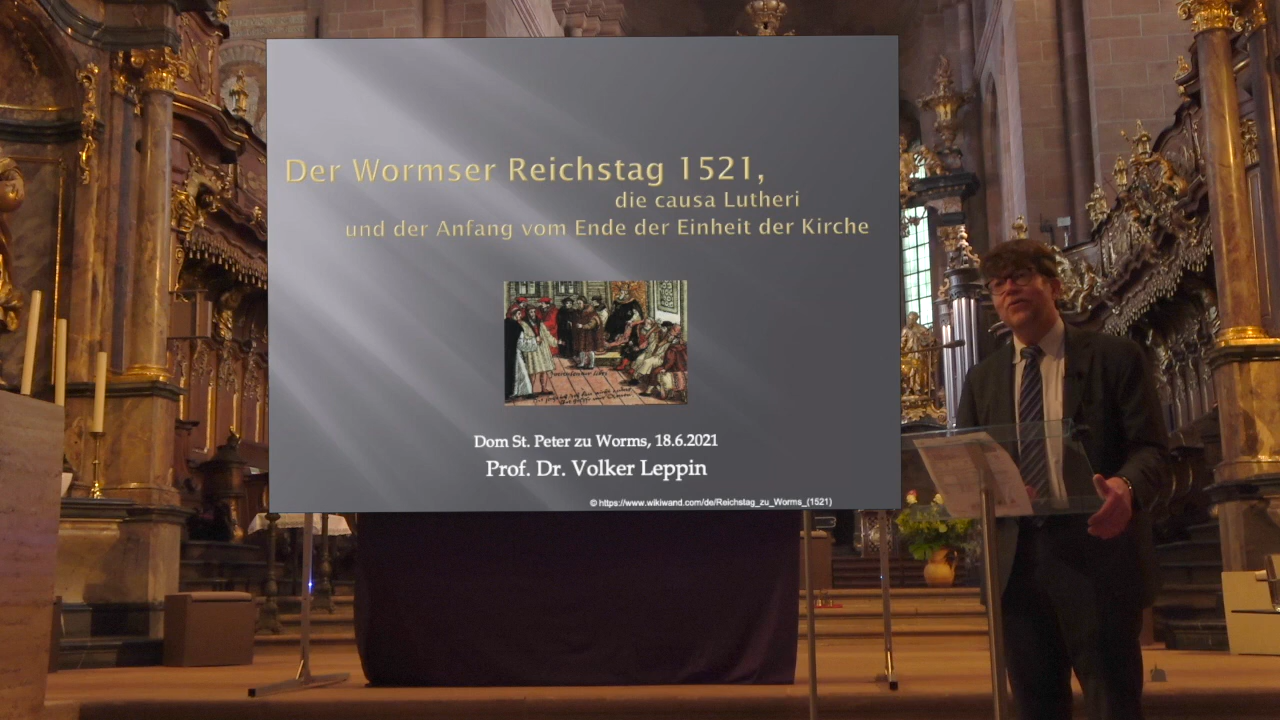 Der Wormser Reichstag 1521,
die causa Lutheri
und der Anfang vom Ende der Einheit der Kirche
Dom St. Peter zu Worms, 18.6.2021
Prof. Dr. Volker Leppin
© https://www.wikiwand.com/de/Reichstag_zu_Worms_(1521)